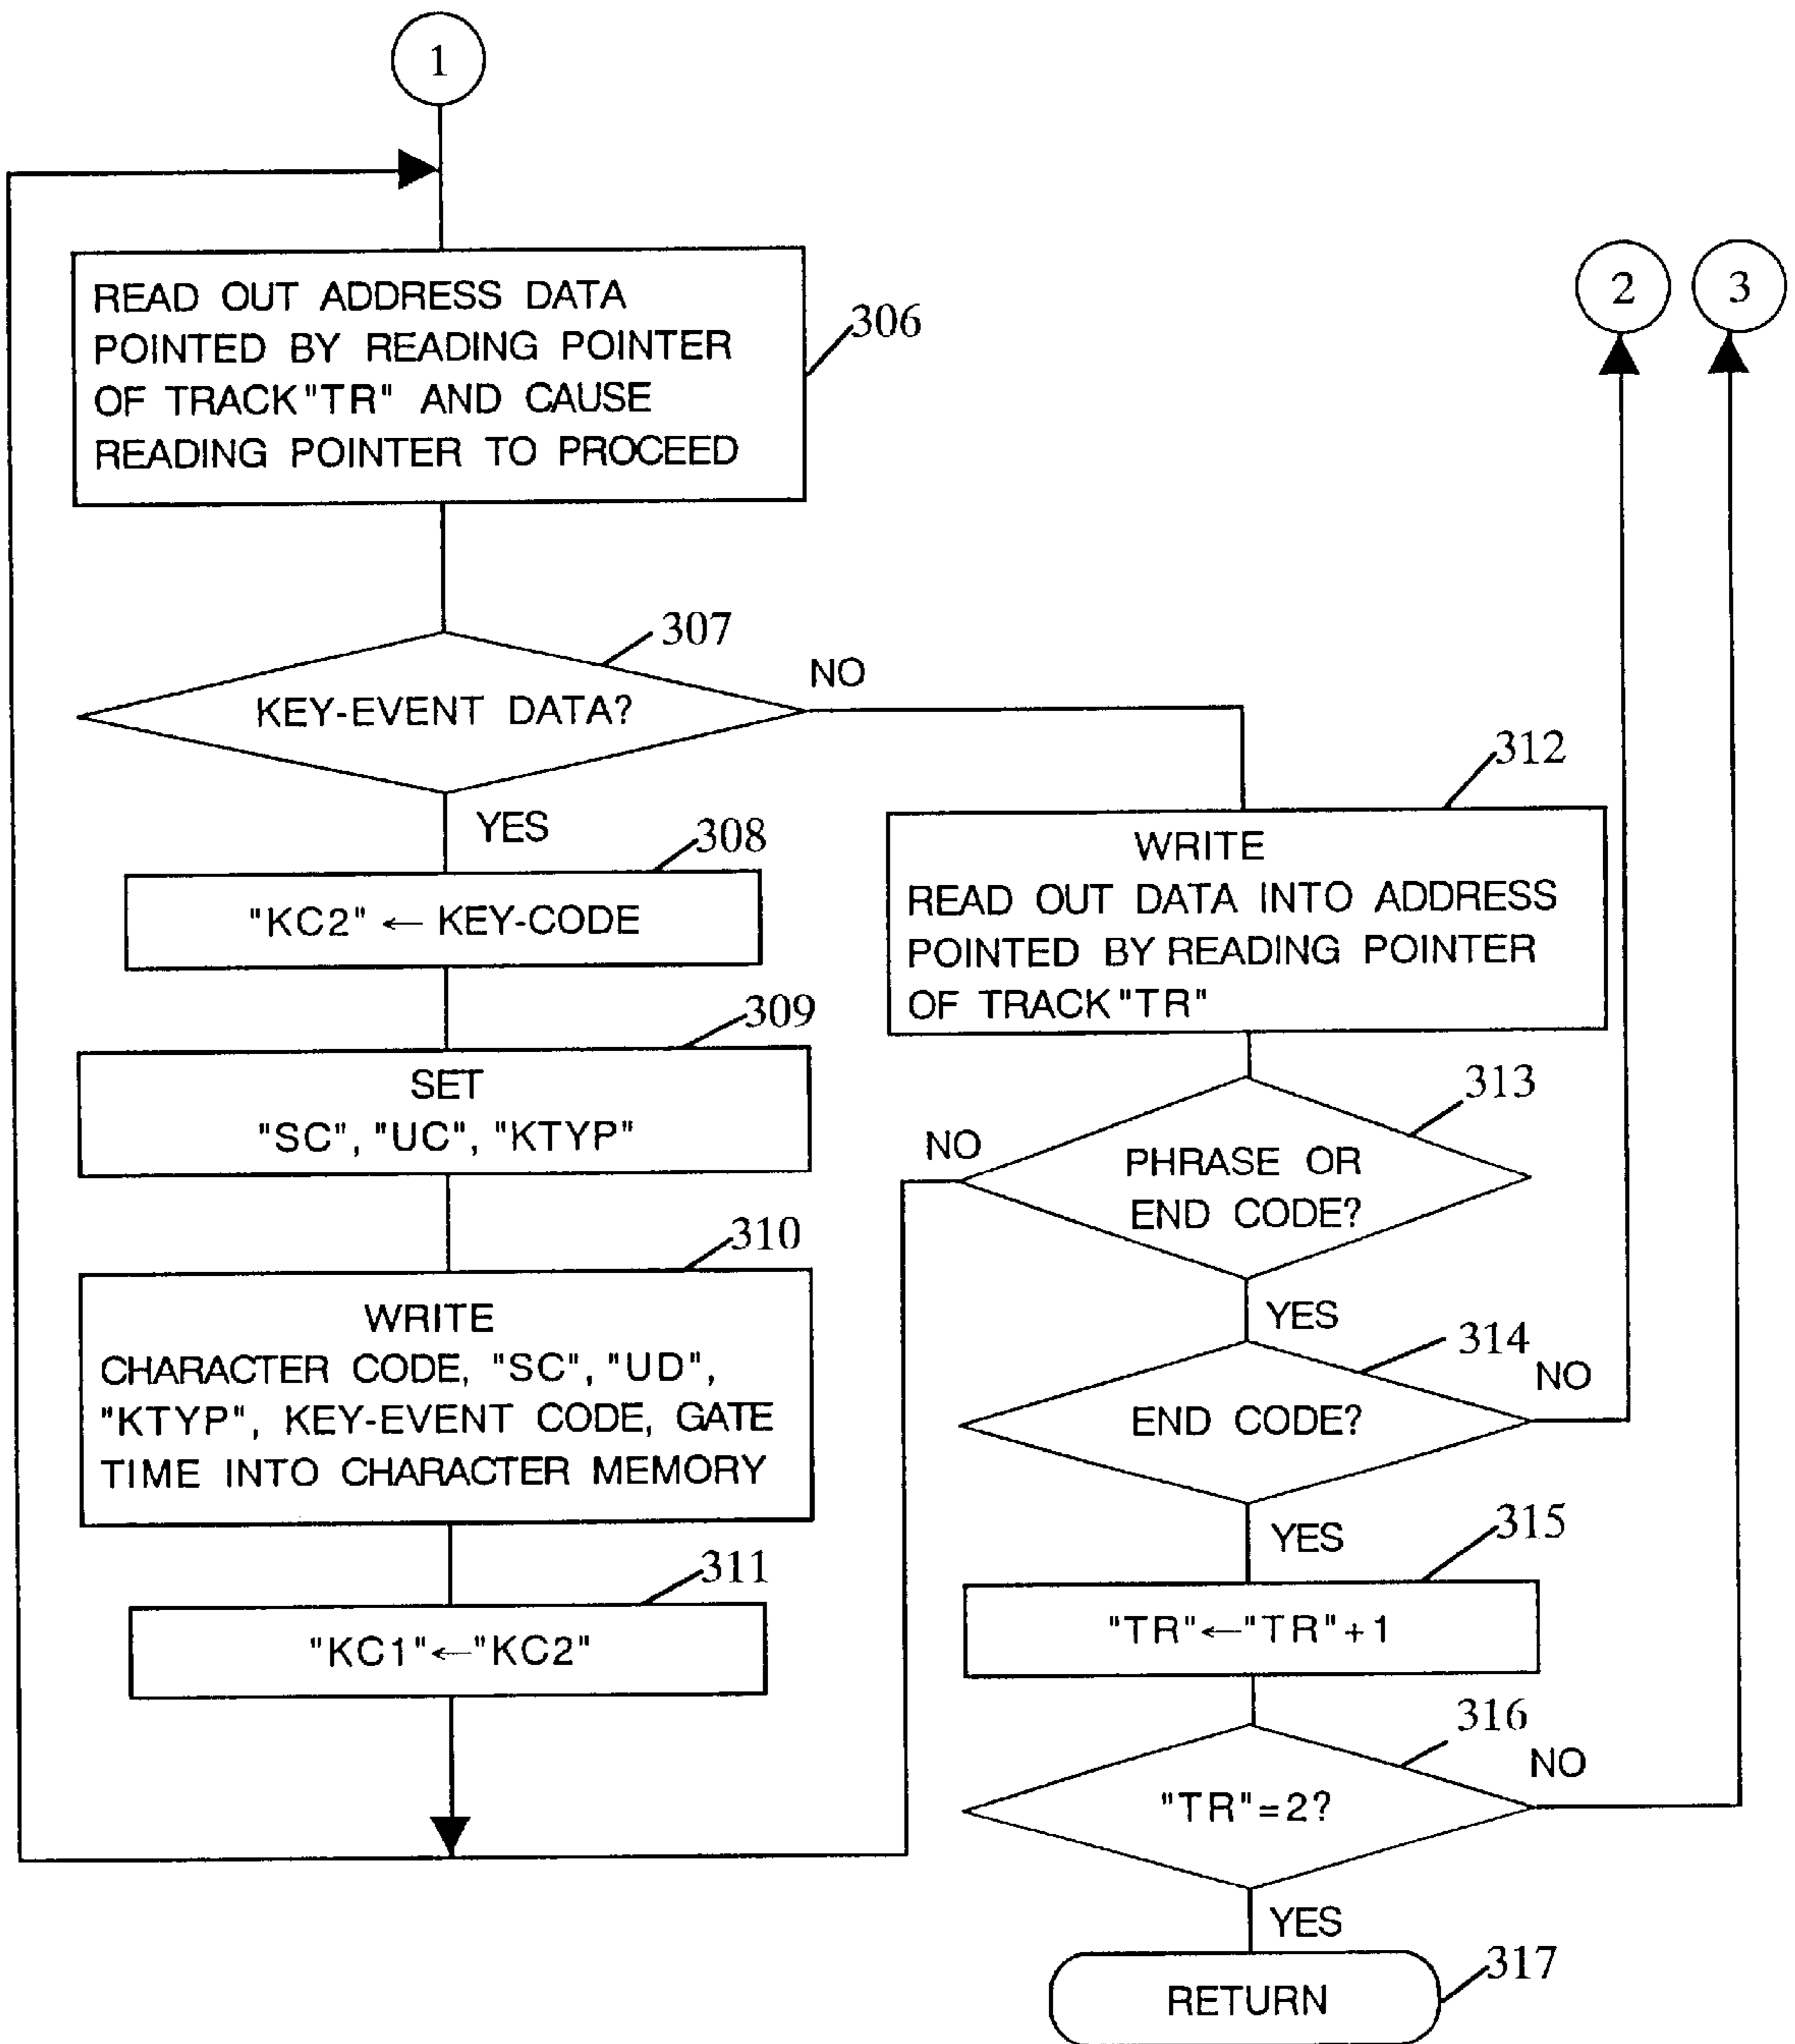 1
READ OUT ADDRESS DATA
POINTED BY READING POINTER
OF TRACK"TR" AND CAUSE
READING POINTER TO PROCEED
306
2
3
307
KEY-EVENT DATA?
NO
YES
308
"KC2" ← KEY-CODE
309
SET
"SC", "UC", "KTYP"
310
WRITE
CHARACTER CODE, "SC", "UD",
"KTYP", KEY-EVENT CODE, GATE
TIME INTO CHARACTER MEMORY
311
"KC1"←"KC2"
312
WRITE
READ OUT DATA INTO ADDRESS
POINTED BY READING POINTER
OF TRACK"TR"
313
NO
PHRASE OR
END CODE?
YES
314
NO
END CODE?
YES
315
"TR"←"TR"+1
316
NO
"TR"=2?
YES
317
RETURN